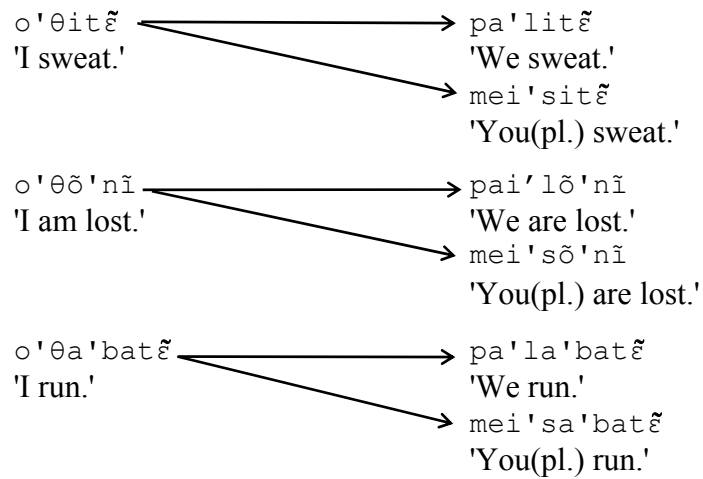 o'θitɛ̃ pa'litɛ̃
'I sweat.' 'We sweat.'
mei'sitɛ̃
'You(pl.) sweat.'
o'θõ'nĩ pai′lõ'nĩ
'I am lost.' 'We are lost.'
mei'sõ'nĩ
'You(pl.) are lost.'
o'θa'batɛ̃ pa'la'batɛ̃
'I run.' 'We run.'
mei'sa'batɛ̃
'You(pl.) run.'